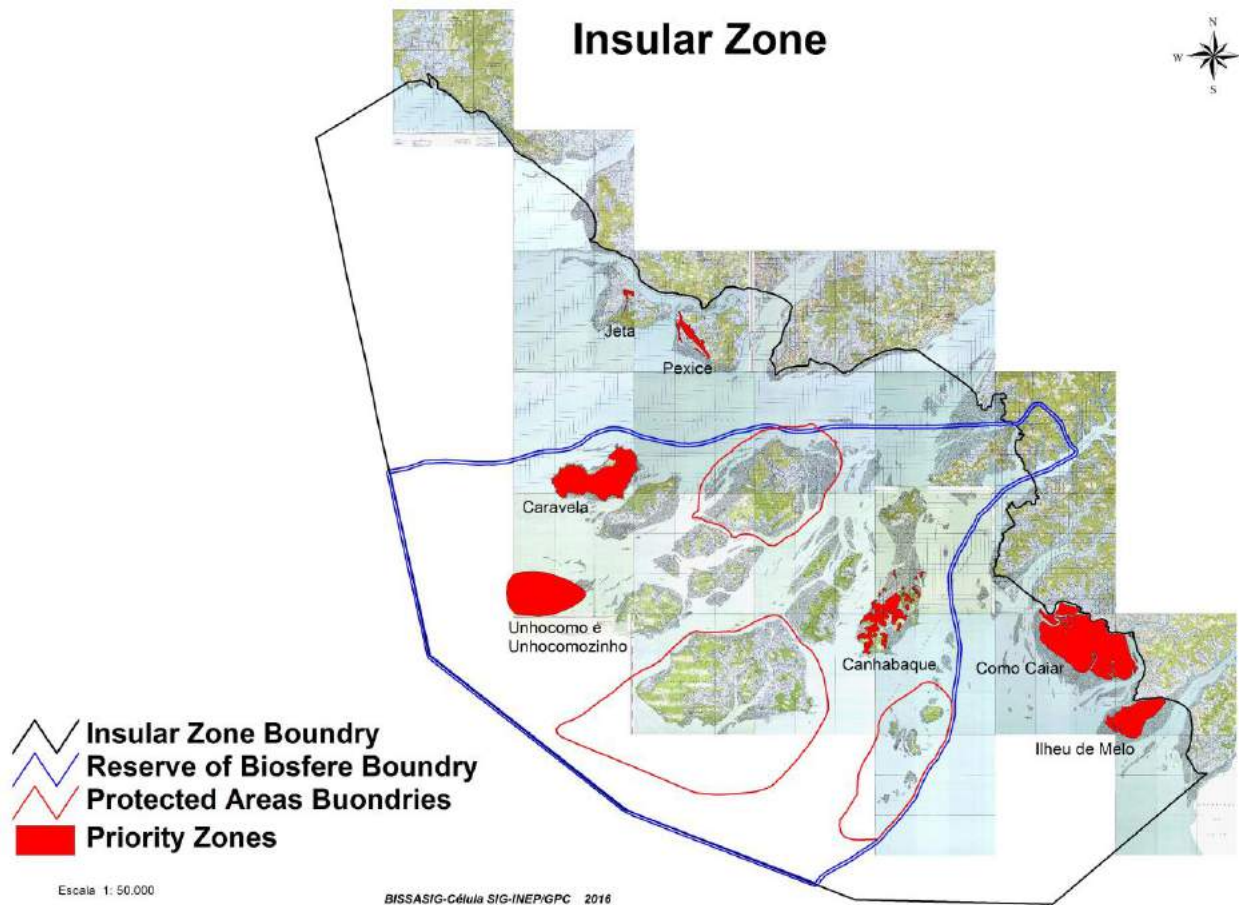 Insular Zone
N
W
S
Jeta
Pexice
Caravela
Unhocomo e
Unhocomozinho
Canhabaque
Como Caiar
Ilheu de Melo
Insular Zone Boundry
Reserve of Biosfere Boundry
Protected Areas Buondries
Priority Zones
Escala 1: 50.000
BISSASIG-Célula SIG-INEP/GPC 2016